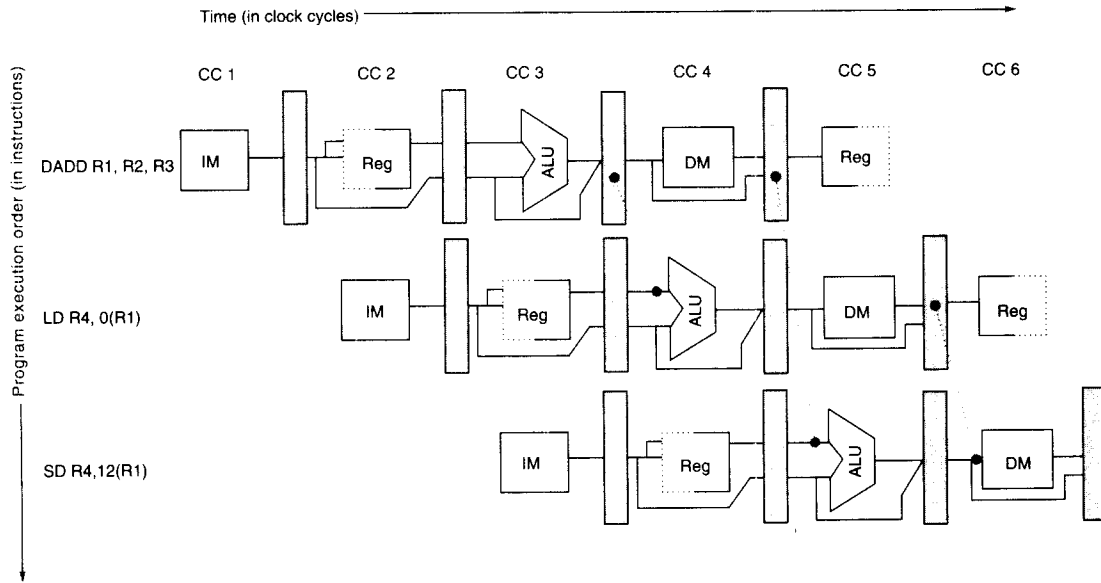 Time (in clock cycles)
CC 1 CC 2 CC 3 CC 4 CC 5 CC 6
Program execution order (in instructions)
DADD R1, R2, R3
IM
Reg
ALU
DM
Reg
LD R4, 0(R1)
IM
Reg
ALU
DM
Reg
SD R4,12(R1)
IM
Reg
ALU
DM